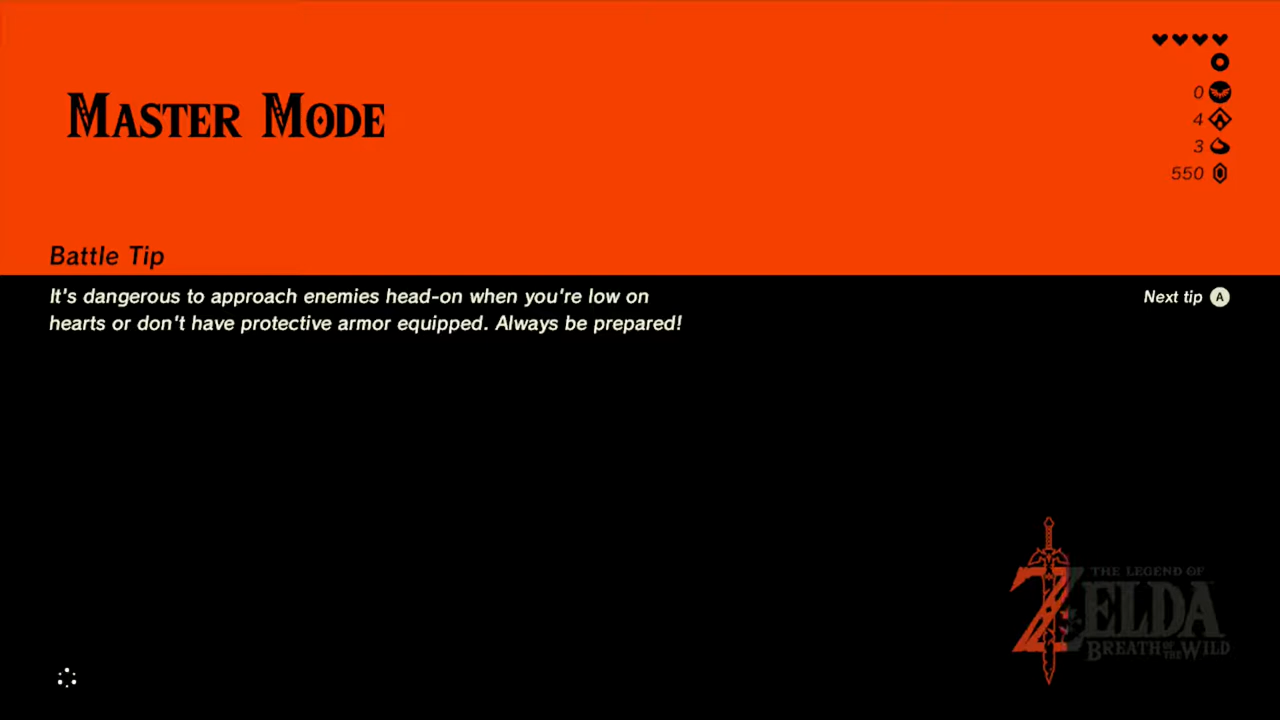 Master Mode
0
4
3
550
Battle Tip
It's dangerous to approach enemies head-on when you're low on
hearts or don't have protective armor equipped. Always be prepared!
Next tip A
THE LEGEND OF
ZELDA
BREATH OF THE WILD